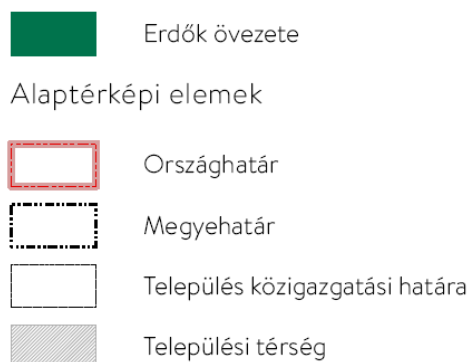 Erdők övezete
Alaptérképi elemek
Országhatár
Megyehatár
Település közigazgatási határa
Települési térség